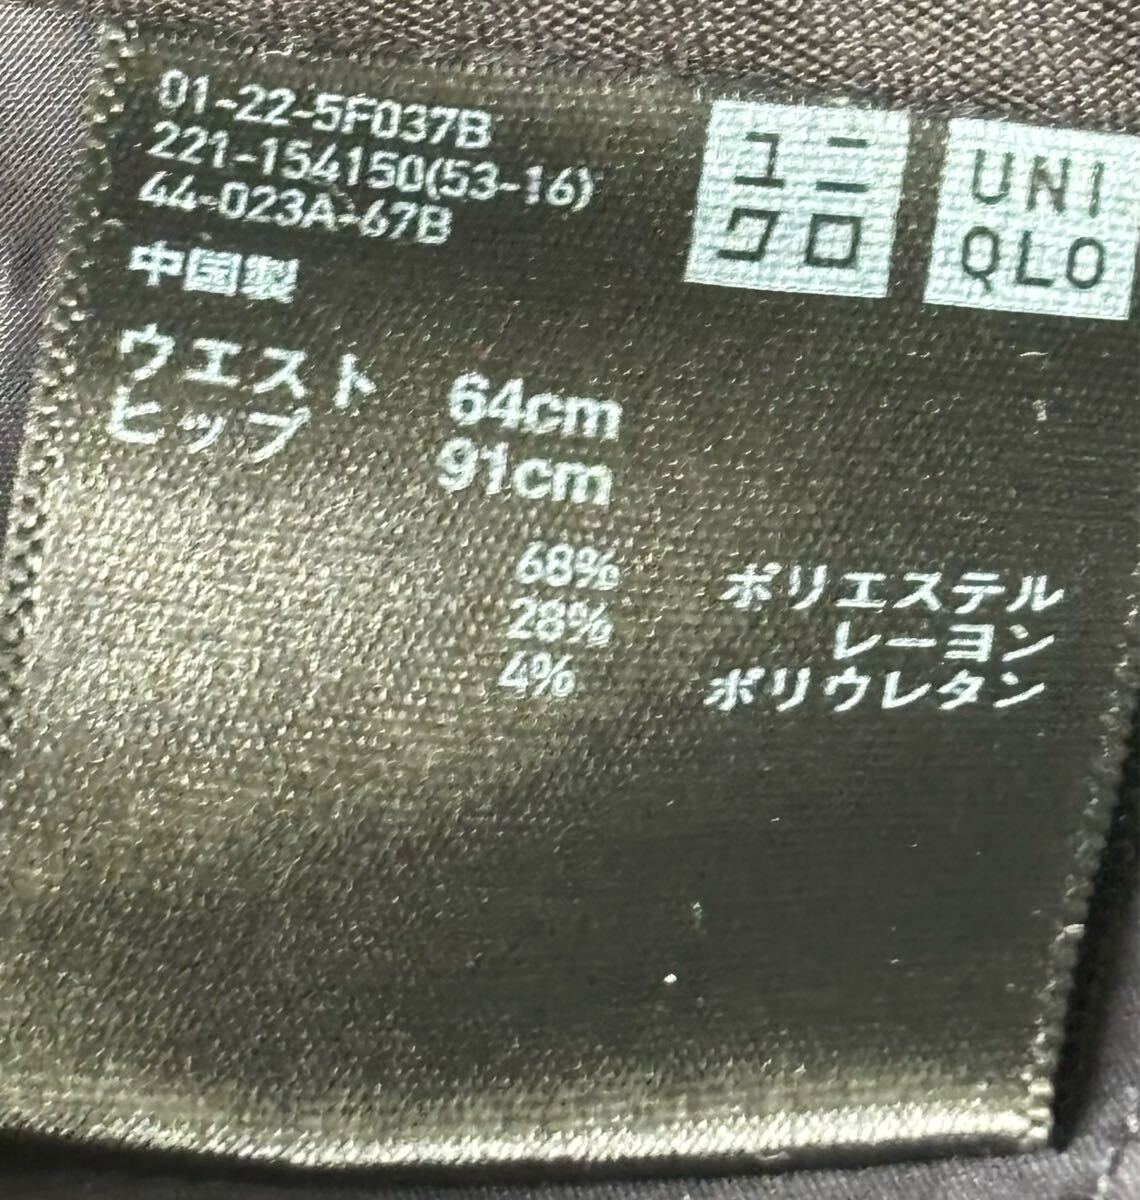 01-22-5F037B
221-154150(53-16)
44-023A-67B
中国製
ユニ
クロ
UNI
QLO
ウエスト 64cm
ヒップ 91cm
68% ポリエステル
28% レーヨン
4% ポリウレタン